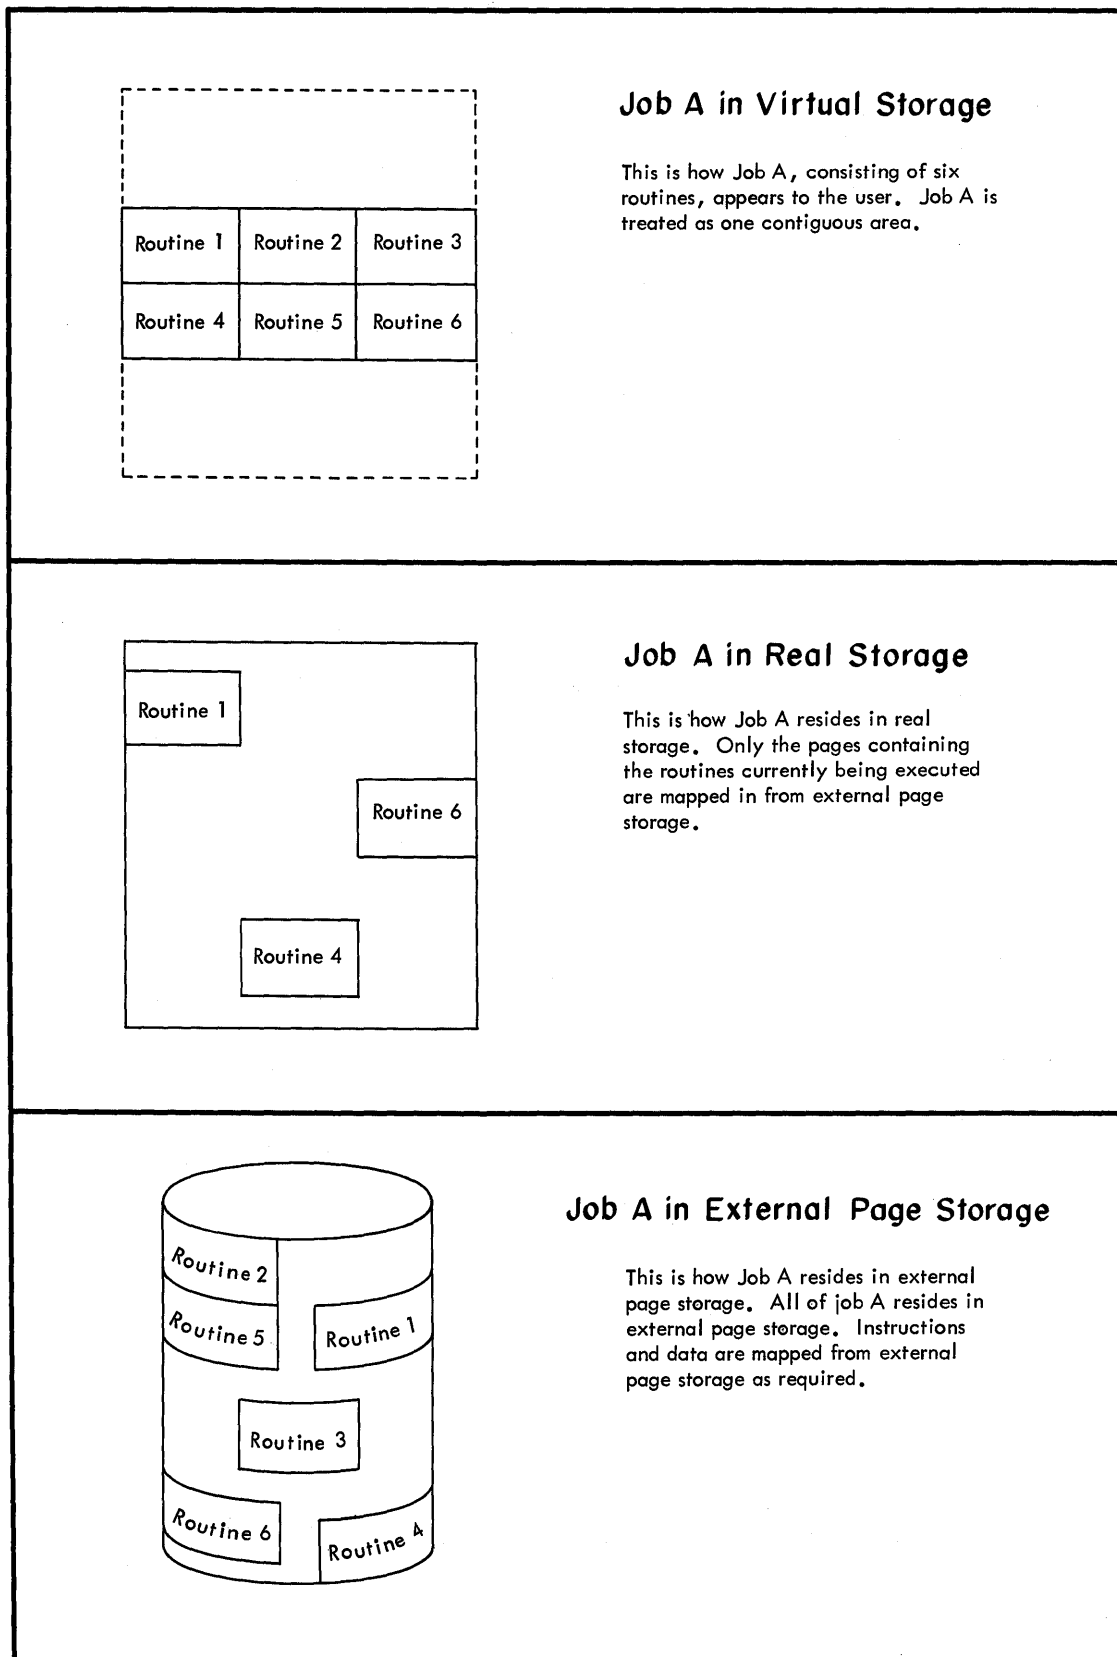 Job A in Virtual Storage
This is how Job A, consisting of six
routines, appears to the user. Job A is
treated as one contiguous area.
Routine 1 Routine 2 Routine 3
Routine 4 Routine 5 Routine 6
Job A in Real Storage
This is how Job A resides in real
storage. Only the pages containing
the routines currently being executed
are mapped in from external page
storage.
Routine 1
Routine 6
Routine 4
Job A in External Page Storage
This is how Job A resides in external
page storage. All of job A resides in
external page storage. Instructions
and data are mapped from external
page storage as required.
Routine 2
Routine 5
Routine 1
Routine 3
Routine 6
Routine 4